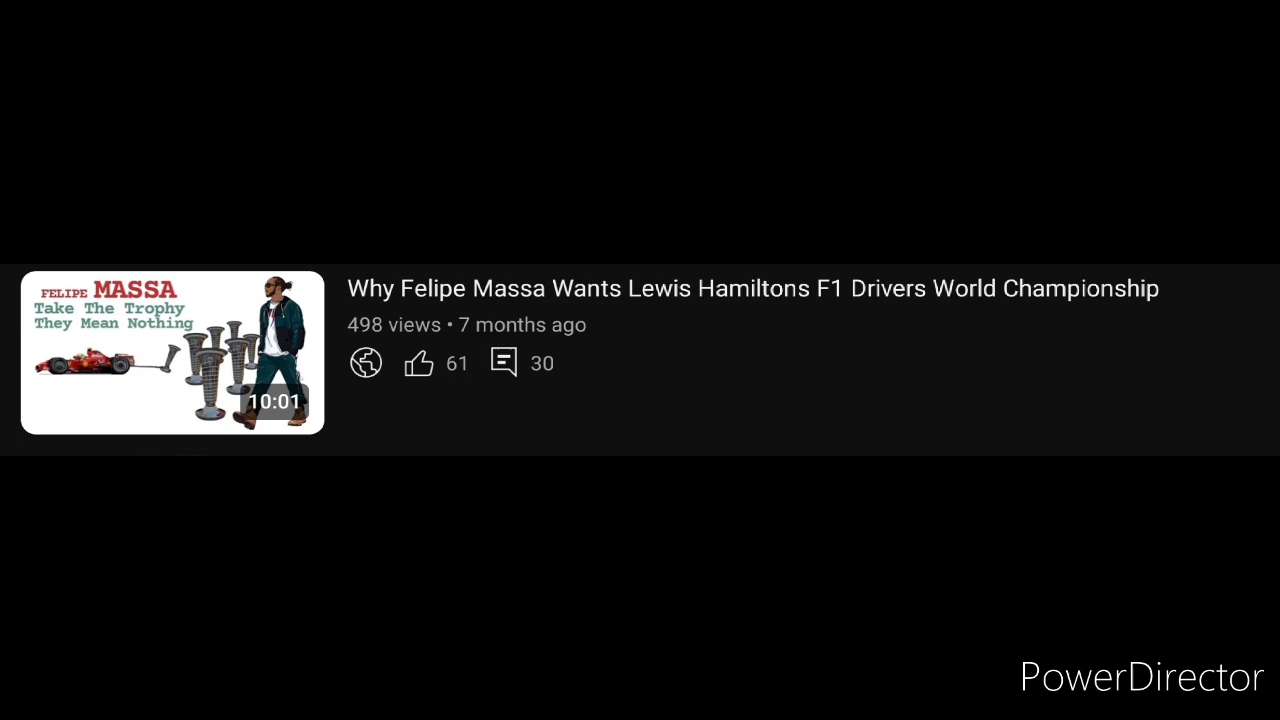 FELIPE MASSA
Take The Trophy
They Mean Nothing
10:01
Why Felipe Massa Wants Lewis Hamiltons F1 Drivers World Championship
498 views • 7 months ago
61 30
PowerDirector